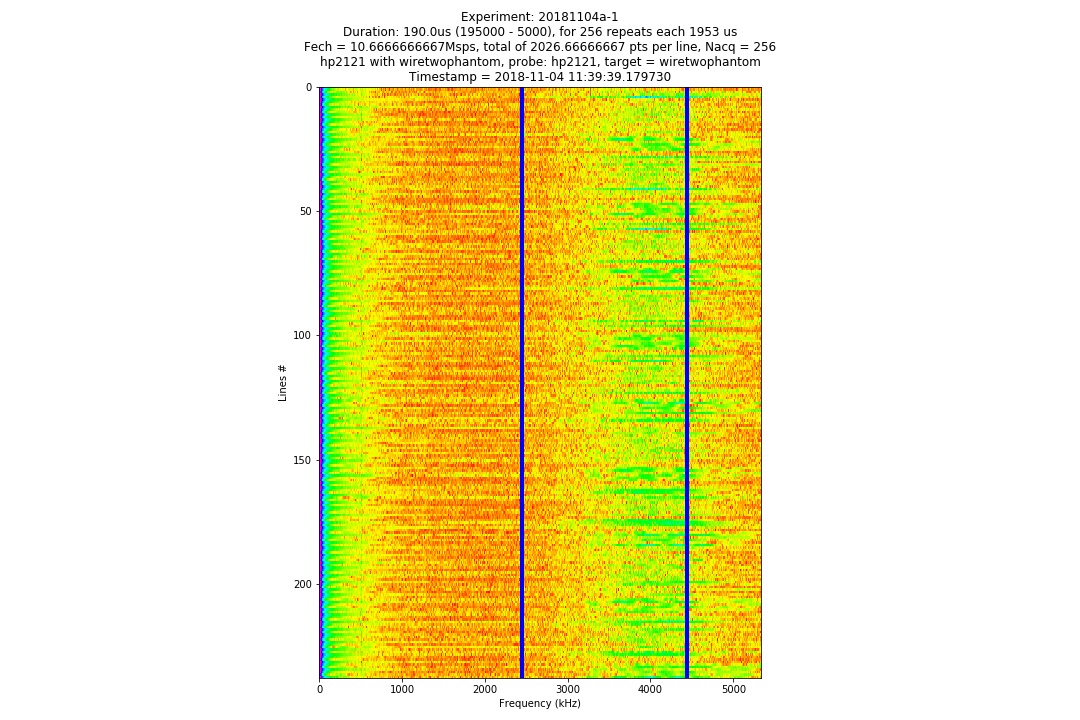 Experiment: 20181104a-1
Duration: 190.0us (195000 - 5000), for 256 repeats each 1953 us
Fech = 10.6666666667Msps, total of 2026.66666667 pts per line, Nacq = 256
hp2121 with wiretwophantom, probe: hp2121, target = wiretwophantom
Timestamp = 2018-11-04 11:39:39.179730
0
50
100
150
200
Lines #
0 1000 2000 3000 4000 5000
Frequency (kHz)